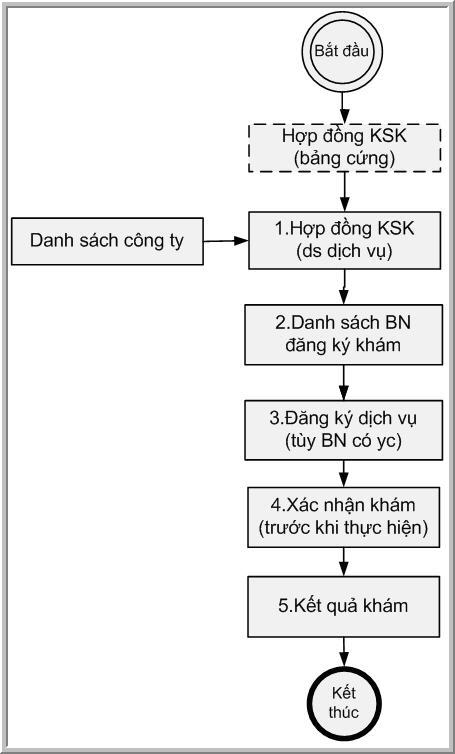 Bắt đầu
Hợp đồng KSK
(bảng cứng)
Danh sách công ty
1.Hợp đồng KSK
(ds dịch vụ)
2.Danh sách BN
đăng ký khám
3.Đăng ký dịch vụ
(tùy BN có yc)
4.Xác nhận khám
(trước khi thực hiện)
5.Kết quả khám
Kết
thúc